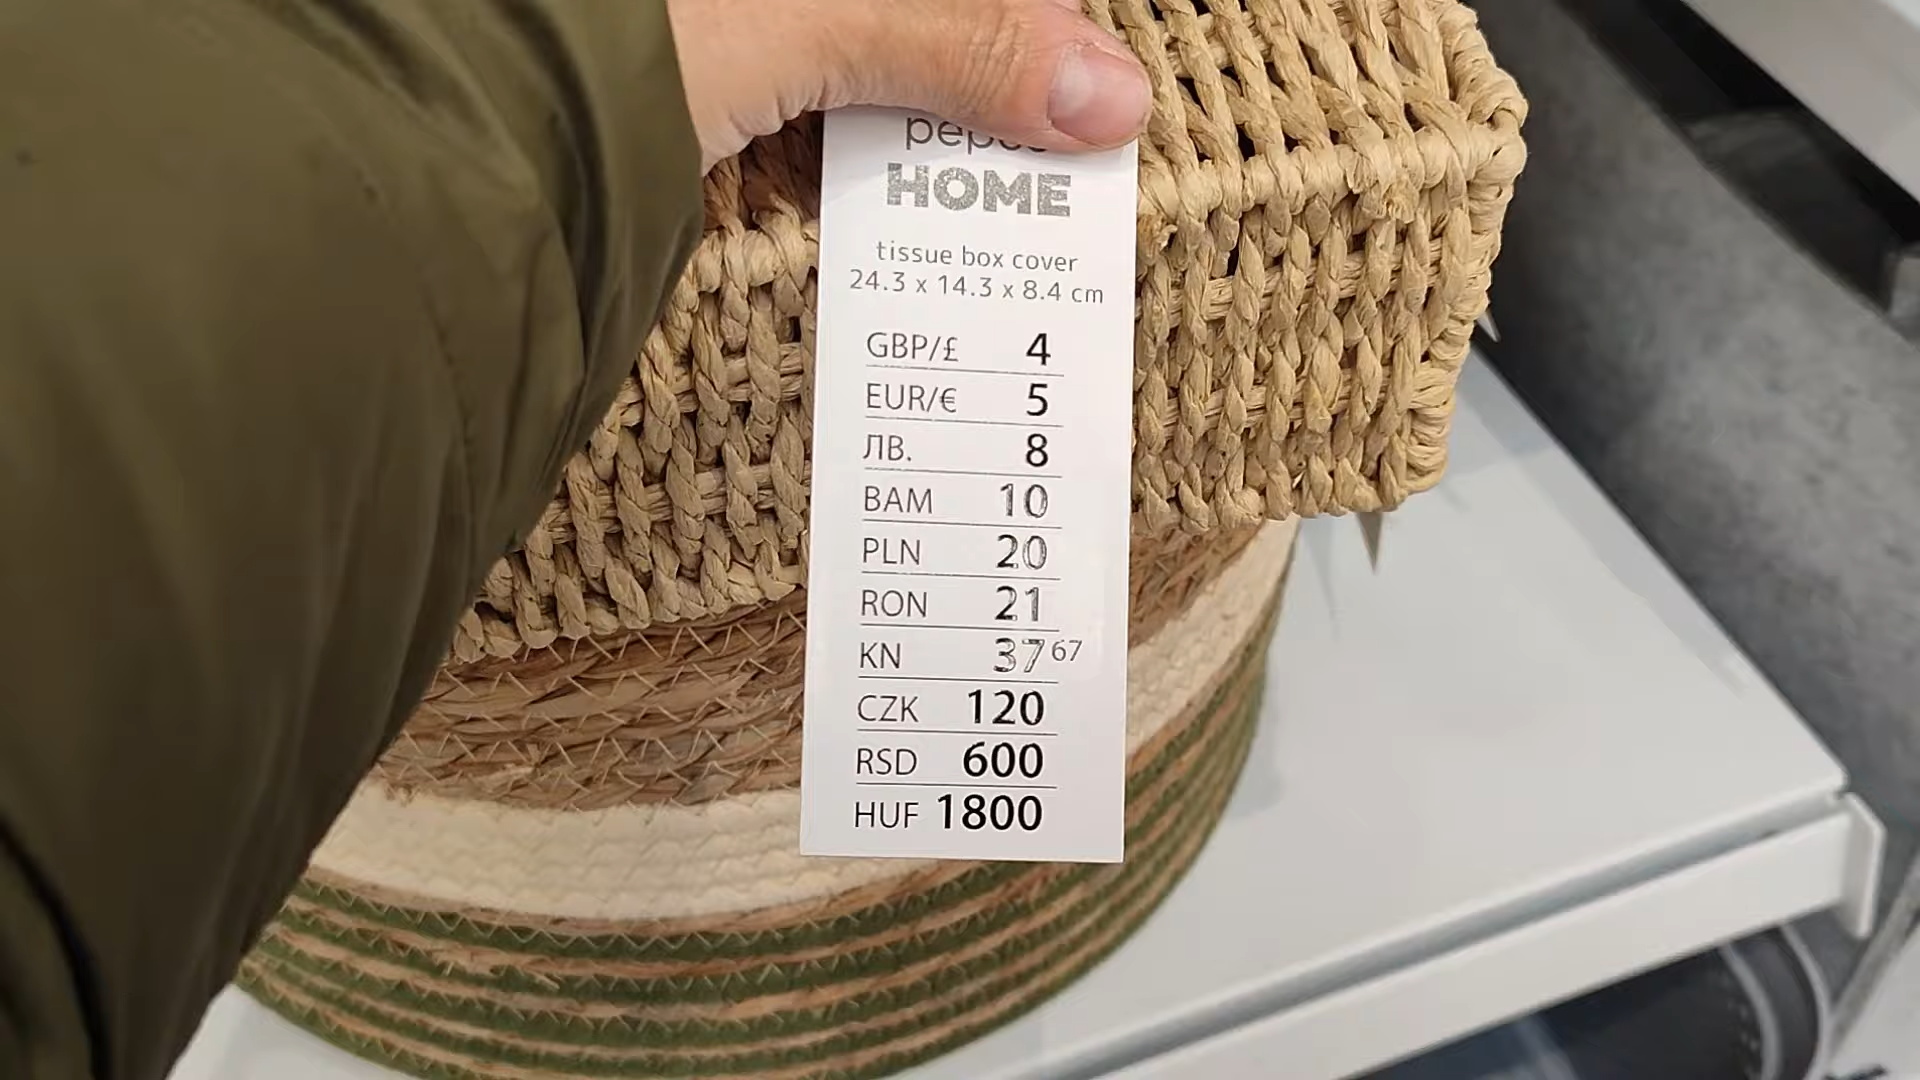 HOME
tissue box cover
24.3 x 14.3 x 8.4 cm
GBP/£ 4
EUR/€ 5
ЛВ. 8
BAM 10
PLN 20
RON 21
KN 37 67
CZK 120
RSD 600
HUF 1800